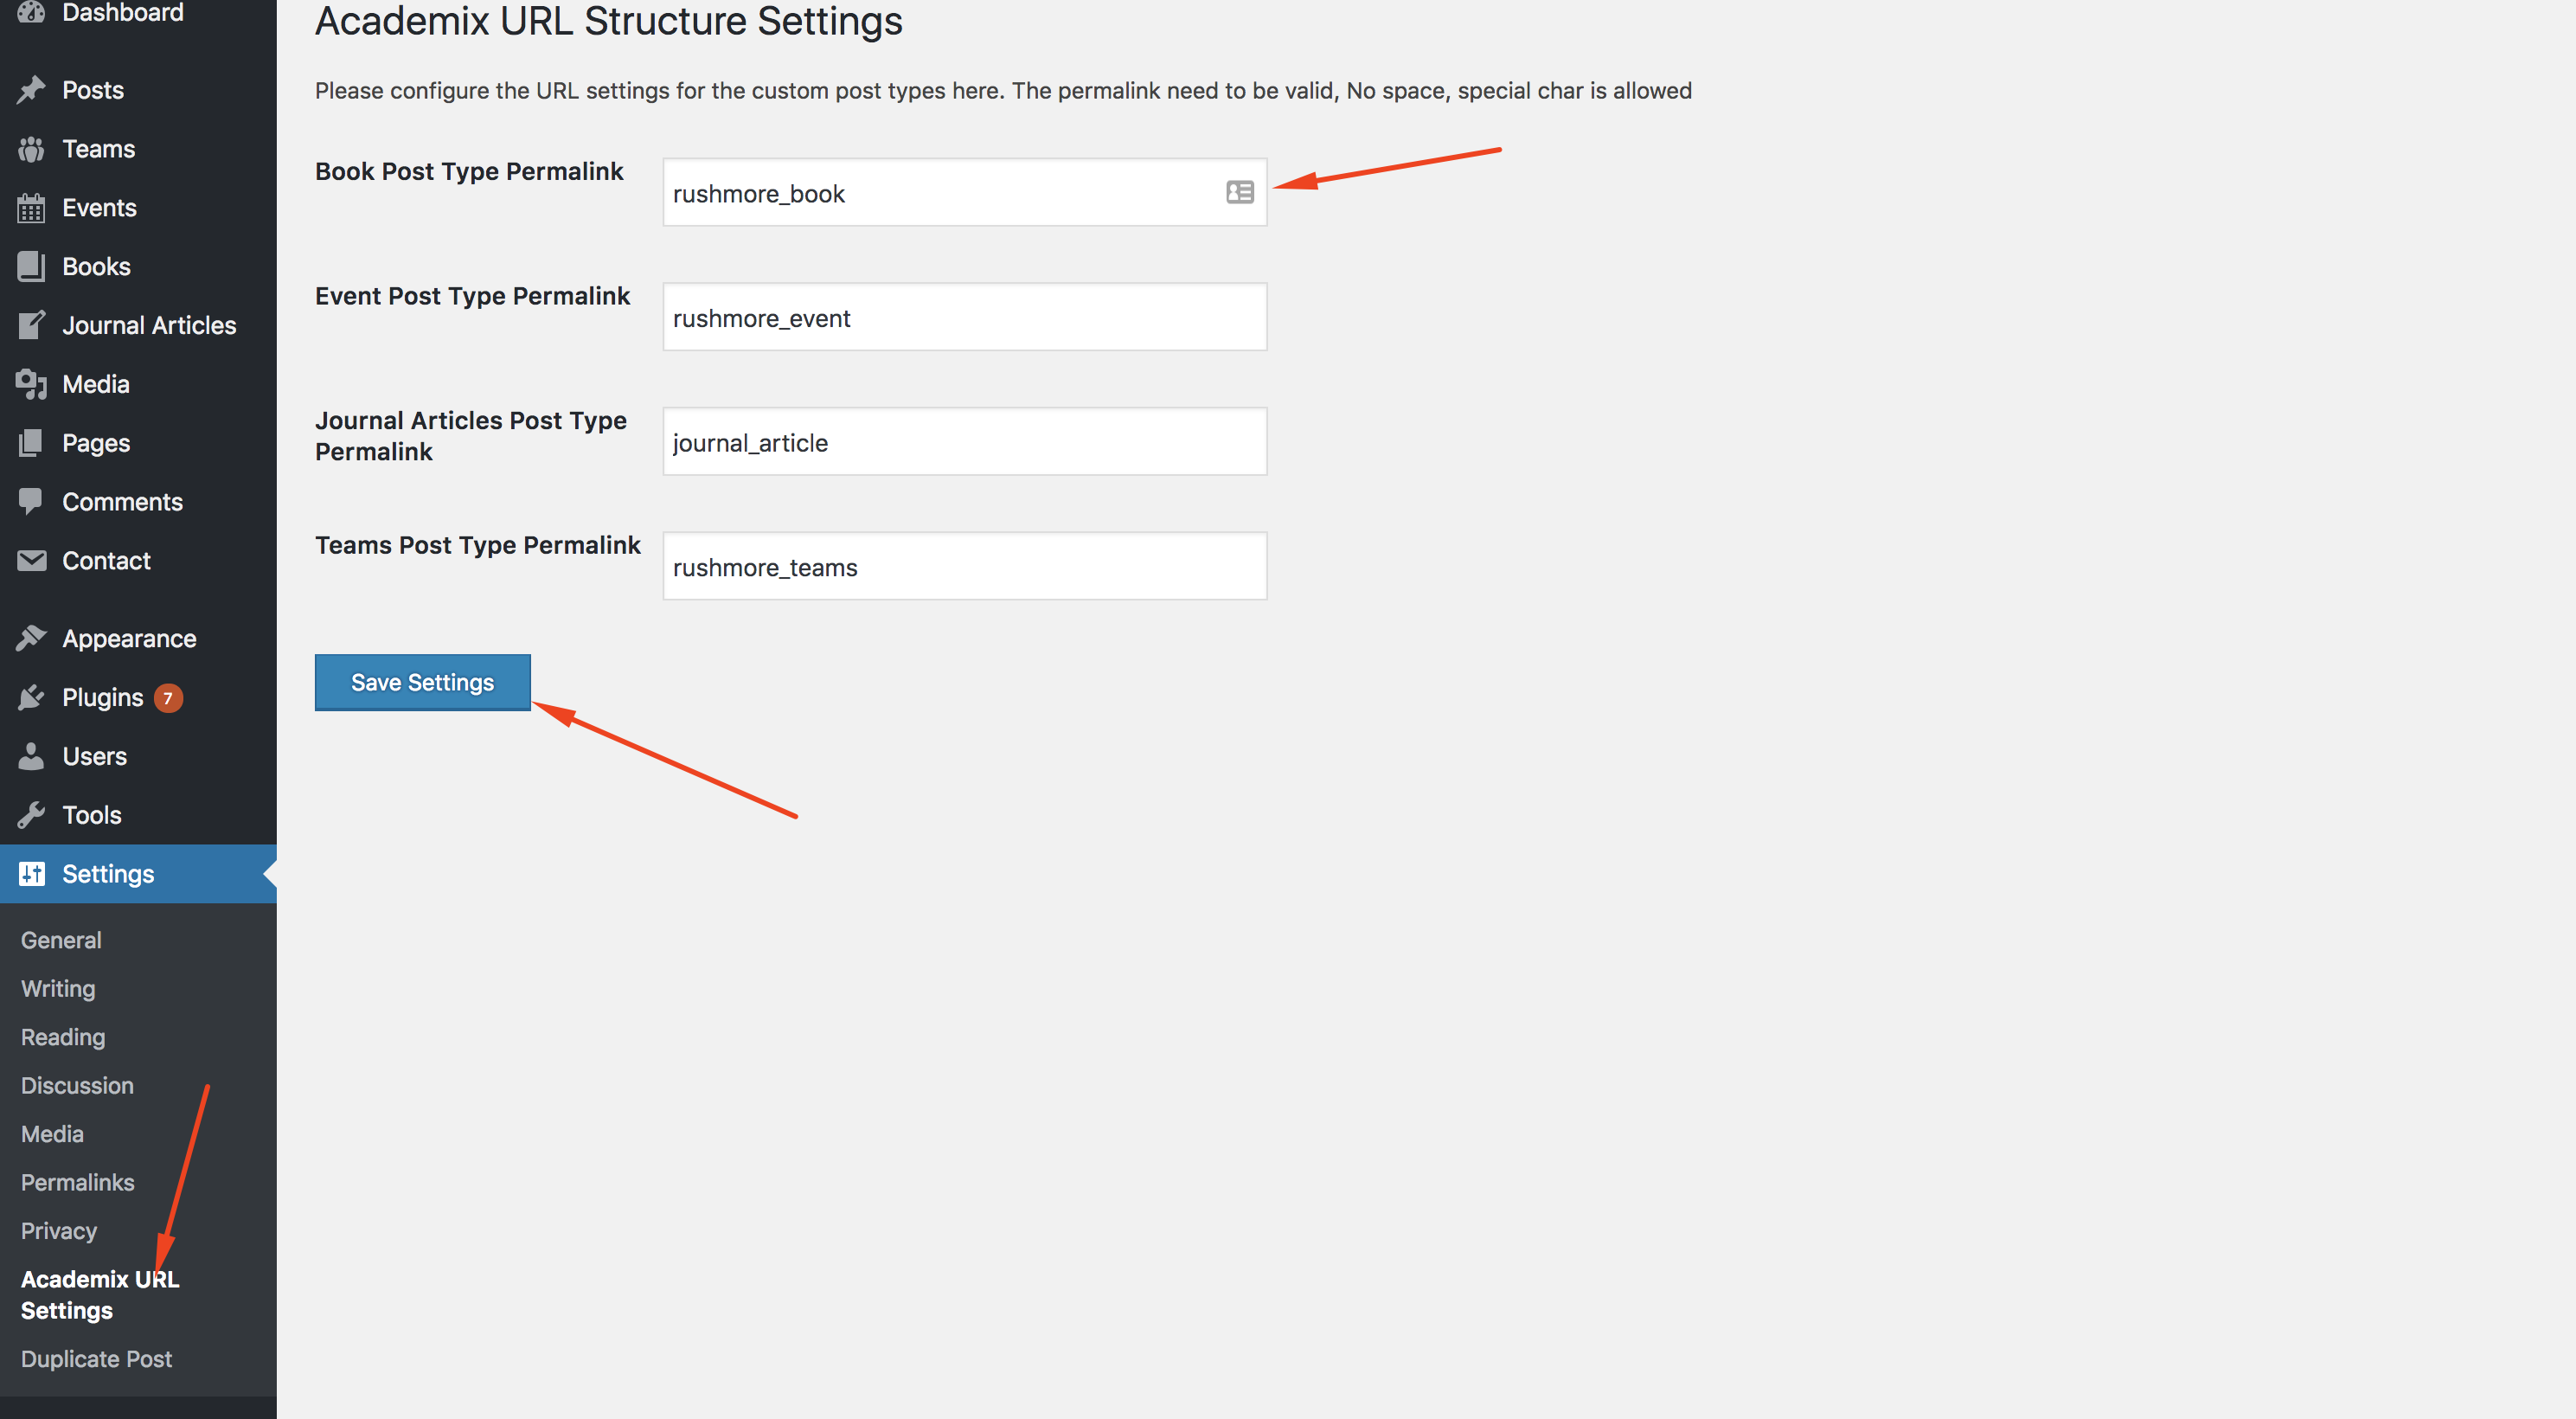 Dashboard
Posts
Teams
Events
Books
Journal Articles
Media
Pages
Comments
Contact
Appearance
Plugins 7
Users
Tools
Settings
General
Writing
Reading
Discussion
Media
Permalinks
Privacy
Academix URL
Settings
Duplicate Post
Academix URL Structure Settings
Please configure the URL settings for the custom post types here. The permalink need to be valid, No space, special char is allowed
Book Post Type Permalink
rushmore_book
Event Post Type Permalink
rushmore_event
Journal Articles Post Type
Permalink
journal_article
Teams Post Type Permalink
rushmore_teams
Save Settings